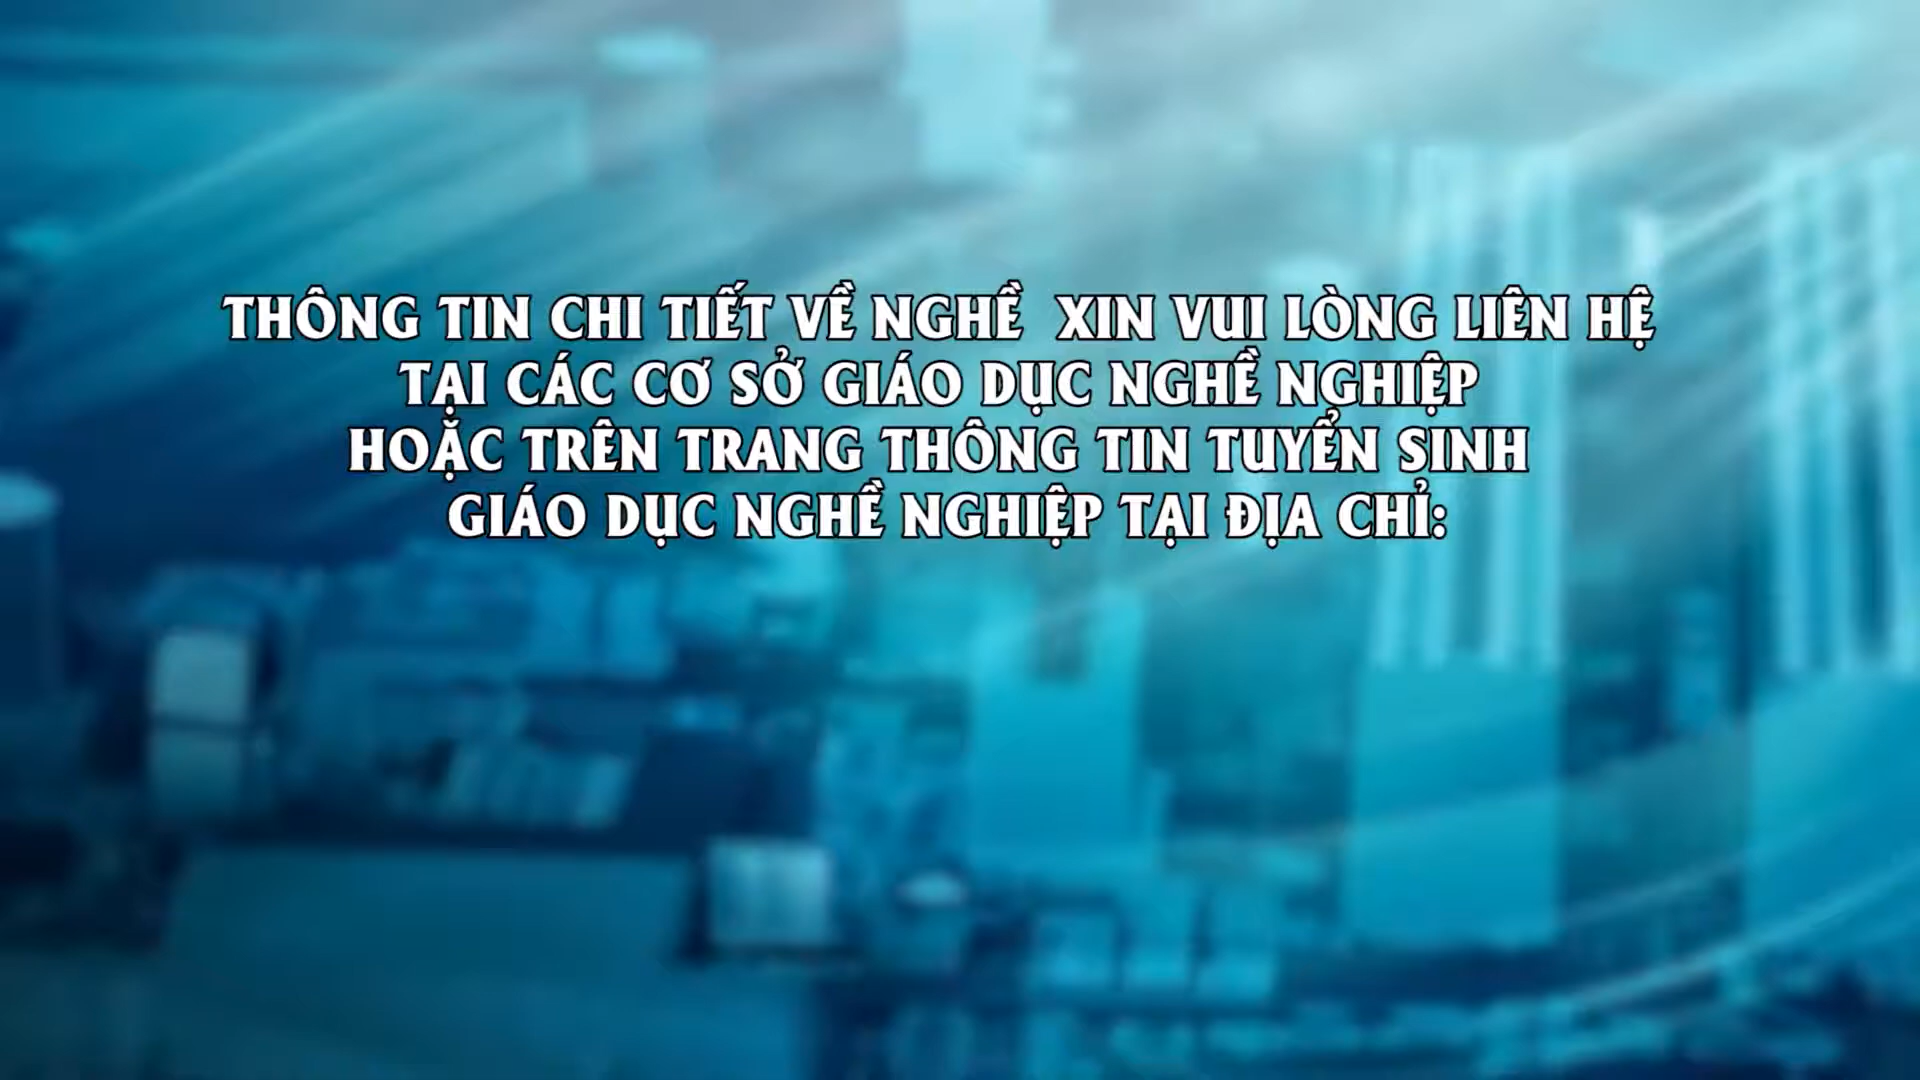 THÔNG TIN CHI TIẾT VỀ NGHỀ  XIN VUI LÒNG LIÊN HỆ
TẠI CÁC CƠ SỞ GIÁO DỤC NGHỀ NGHIỆP
HOẶC TRÊN TRANG THÔNG TIN TUYỂN SINH
GIÁO DỤC NGHỀ NGHIỆP TẠI ĐỊA CHỈ: